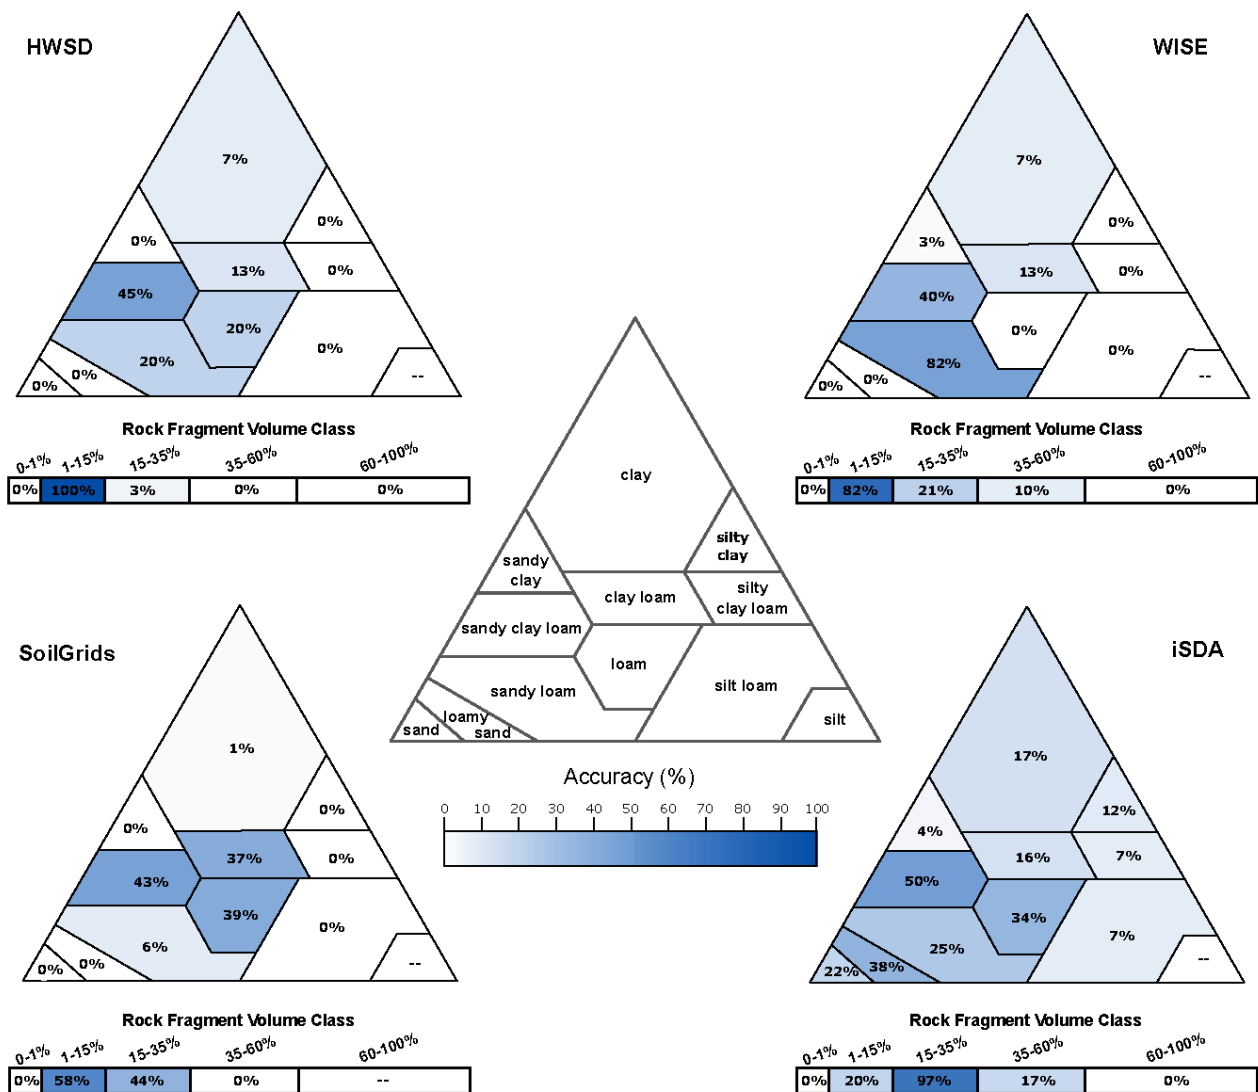 HWSD
7%
0%
0%
13%
0%
45%
20%
0%
20%
0%
0%
--
Rock Fragment Volume Class
0-1% 1-15% 15-35% 35-60% 60-100%
0% 100% 3% 0% 0%
WISE
7%
0%
3%
13%
0%
40%
0%
0%
82%
0%
0%
--
Rock Fragment Volume Class
0-1% 1-15% 15-35% 35-60% 60-100%
0% 82% 21% 10% 0%
clay
silty
clay
sandy
clay
clay loam
silty
clay loam
sandy clay loam
loam
silt loam
sandy loam
loamy
sand
sand
silt
Accuracy (%)
0 10 20 30 40 50 60 70 80 90 100
SoilGrids
1%
0%
0%
37%
0%
43%
39%
0%
6%
0%
0%
--
Rock Fragment Volume Class
0-1% 1-15% 15-35% 35-60% 60-100%
0% 58% 44% 0% --
iSDA
17%
12%
4%
16%
7%
50%
34%
7%
25%
38%
22%
--
Rock Fragment Volume Class
0-1% 1-15% 15-35% 35-60% 60-100%
0% 20% 97% 17% 0%